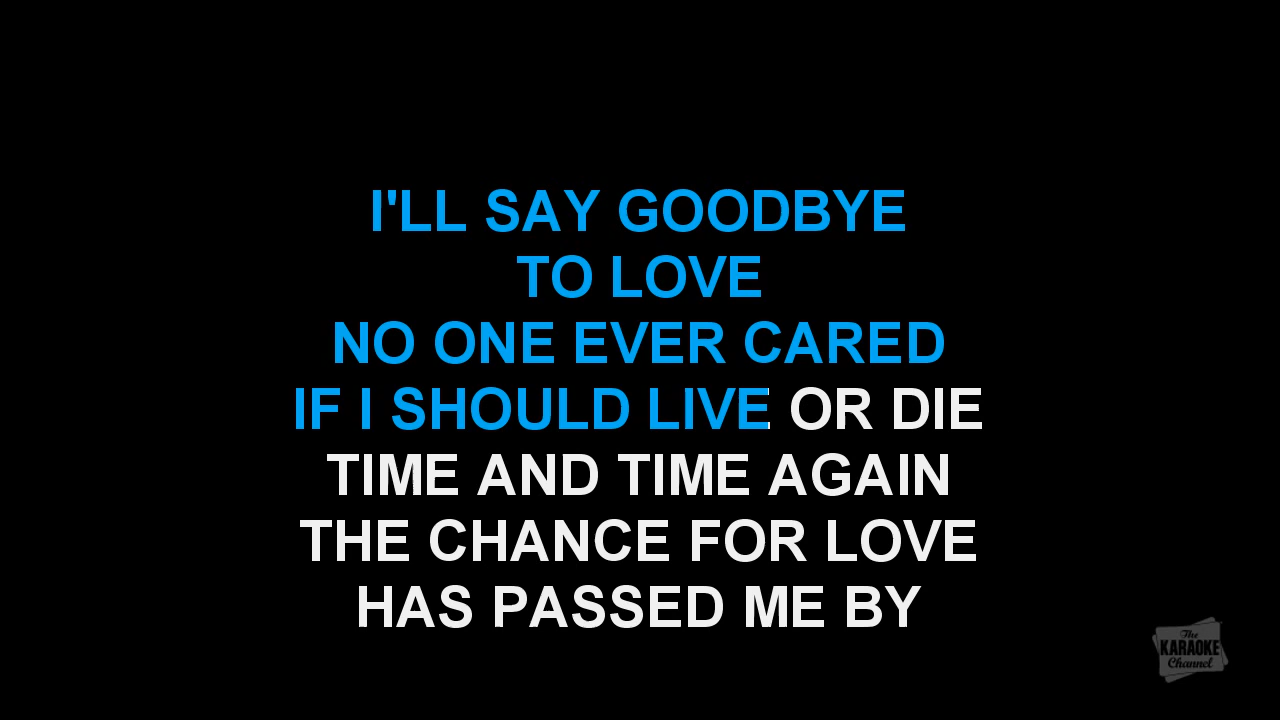 I'LL SAY GOODBYE
TO LOVE
NO ONE EVER CARED
IF I SHOULD LIVE OR DIE
TIME AND TIME AGAIN
THE CHANCE FOR LOVE
HAS PASSED ME BY
The
KARAOKE
Channel